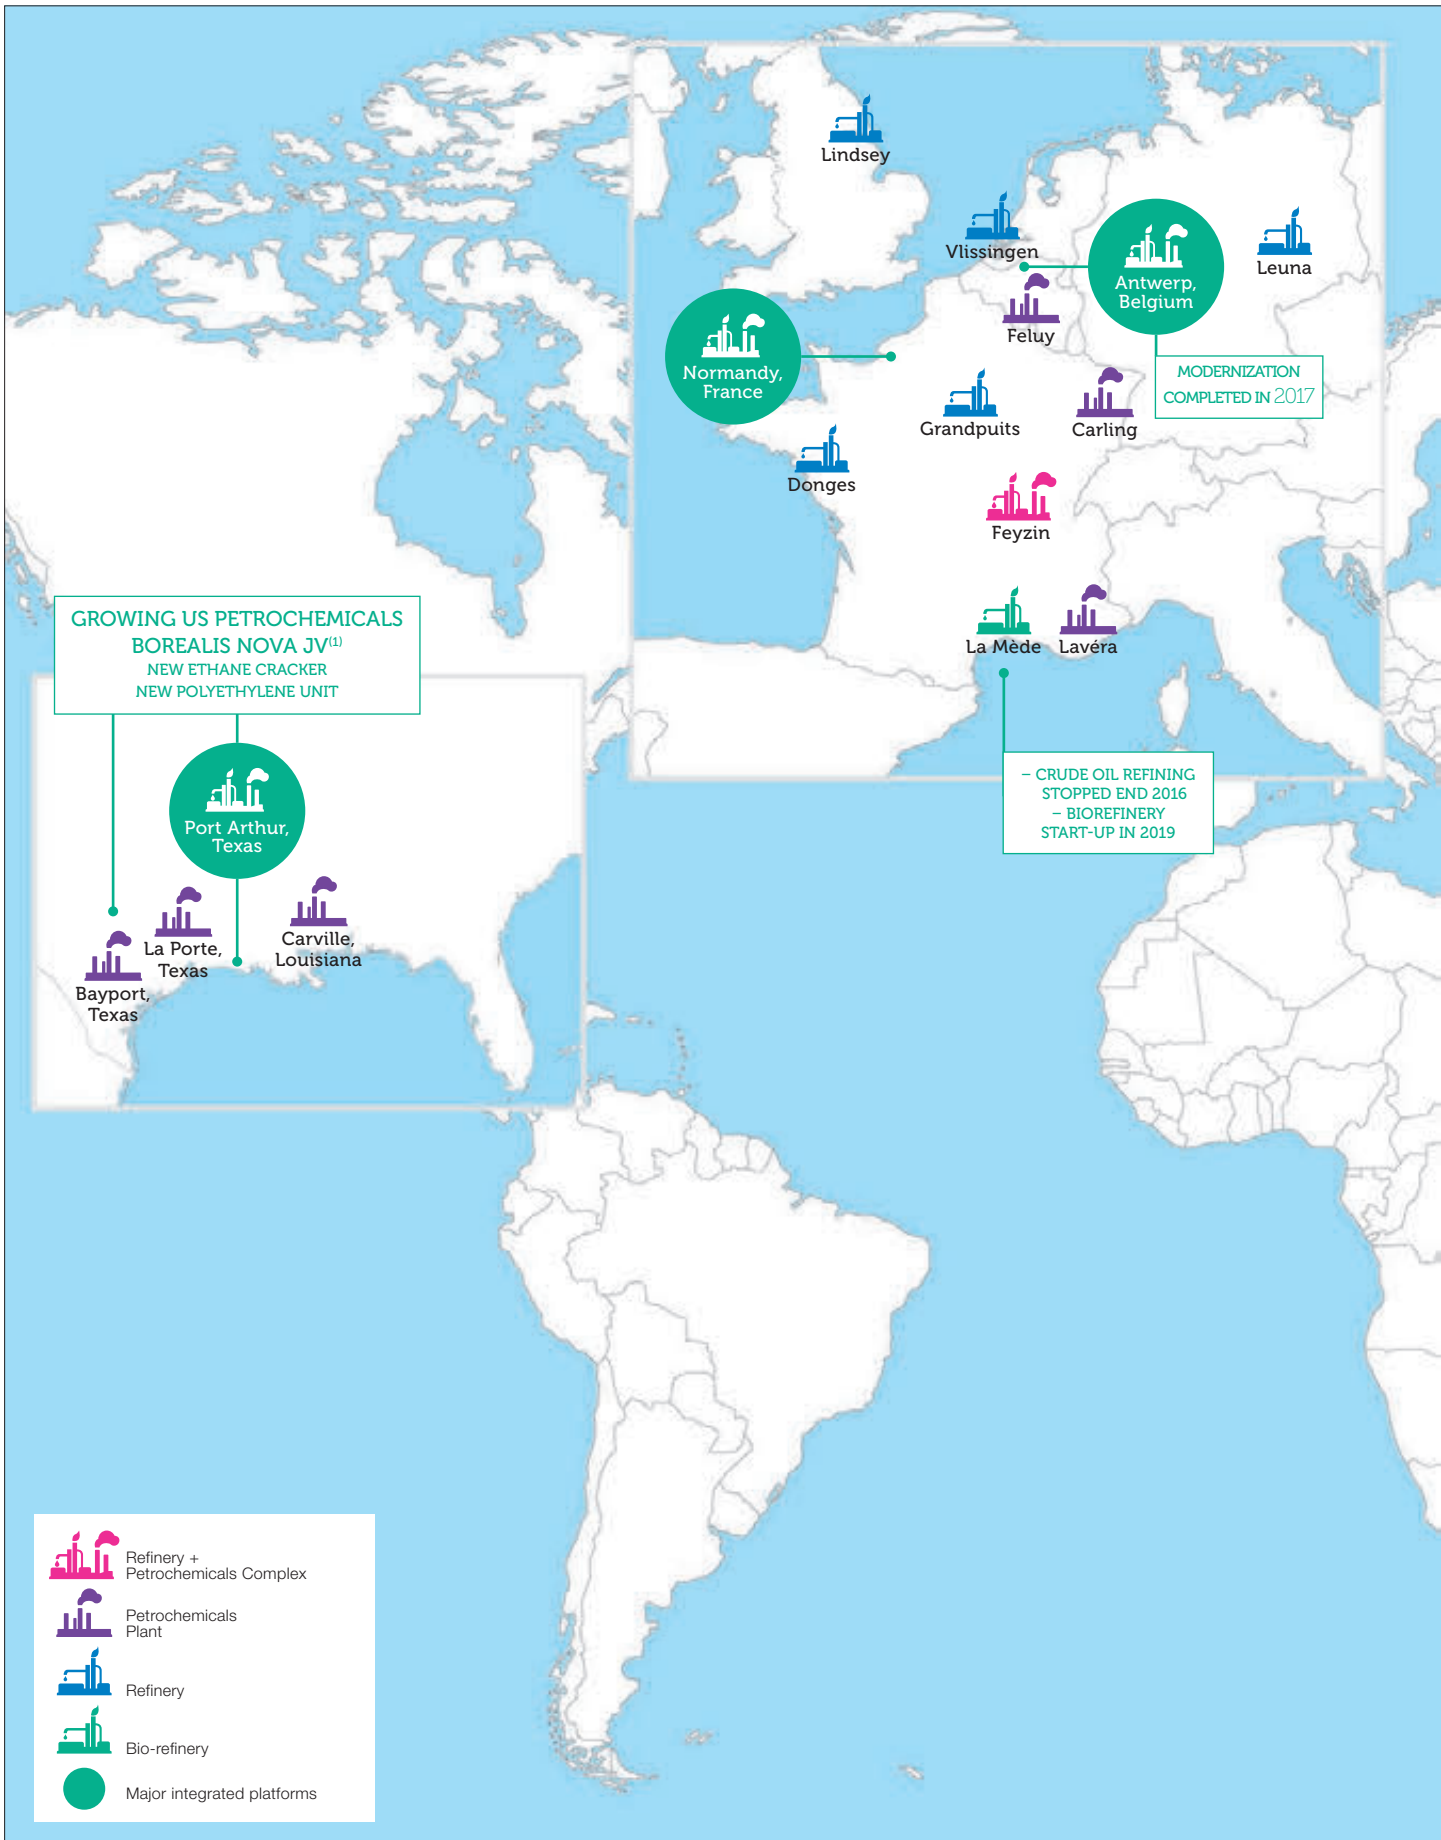 Lindsey
Vlissingen
Antwerp,
Belgium
Leuna
Feluy
Normandy,
France
MODERNIZATION
COMPLETED IN 2017
Grandpuits
Carling
Donges
Feyzin
La Mède
Lavéra
– CRUDE OIL REFINING
STOPPED END 2016
– BIOREFINERY
START-UP IN 2019
GROWING US PETROCHEMICALS
BOREALIS NOVA JV(1)
NEW ETHANE CRACKER
NEW POLYETHYLENE UNIT
Port Arthur,
Texas
La Porte,
Texas
Carville,
Louisiana
Bayport,
Texas
Refinery +
Petrochemicals Complex
Petrochemicals
Plant
Refinery
Bio-refinery
Major integrated platforms